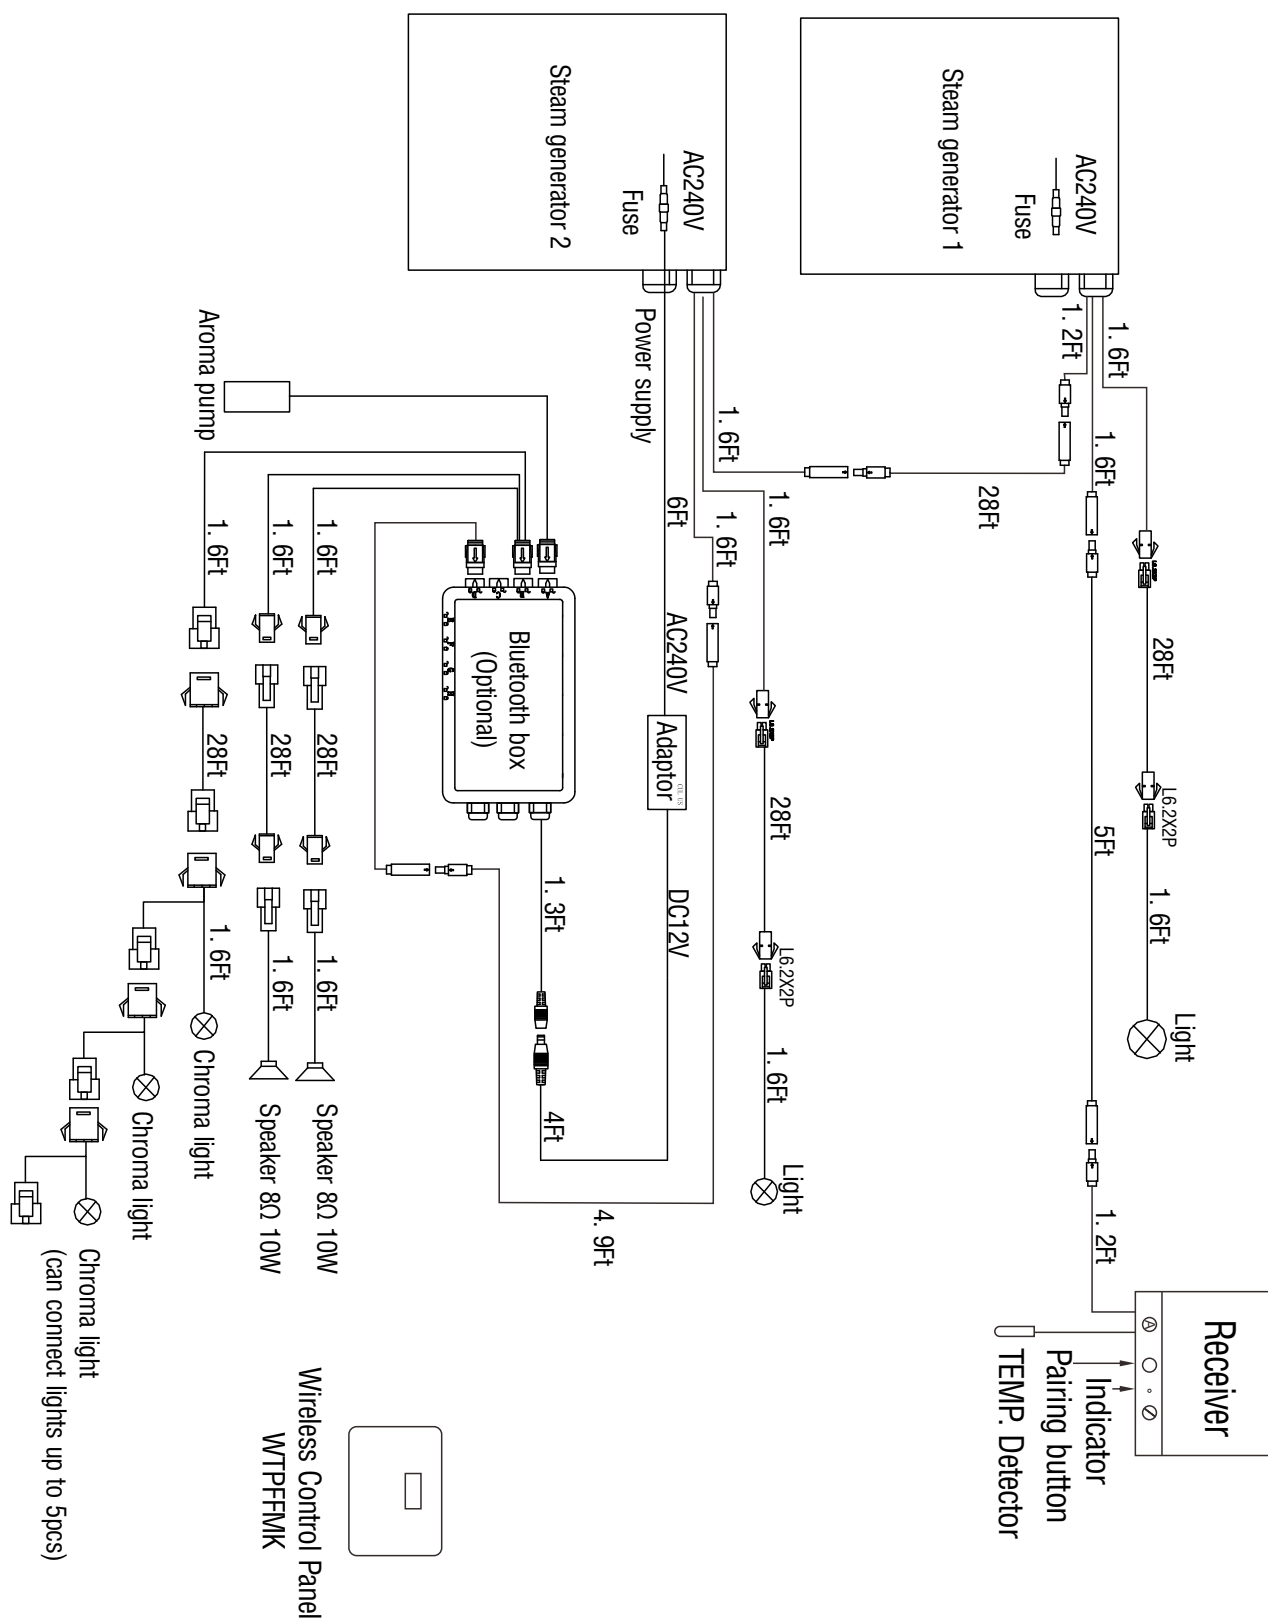 Receiver
Indicator
Pairing button
TEMP. Detector
Steam generator 1
AC240V
Fuse
1. 6Ft
28Ft
L6.2X2P
1. 6Ft
Light
1. 6Ft
5Ft
1. 2Ft
1. 2Ft
28Ft
Steam generator 2
AC240V
Fuse
1. 6Ft
1. 6Ft
28Ft
L6.2X2P
1. 6Ft
Light
1. 6Ft
4. 9Ft
Power supply
6Ft
AC240V
Adaptor
DC12V
4Ft
1. 3Ft
Bluetooth box
(Optional)
Aroma pump
1. 6Ft
28Ft
1. 6Ft
Speaker 8Ω 10W
1. 6Ft
28Ft
1. 6Ft
Speaker 8Ω 10W
1. 6Ft
28Ft
1. 6Ft
Chroma light
Chroma light
Chroma light
(can connect lights up to 5pcs)
Wireless Control Panel
WTPFFMK